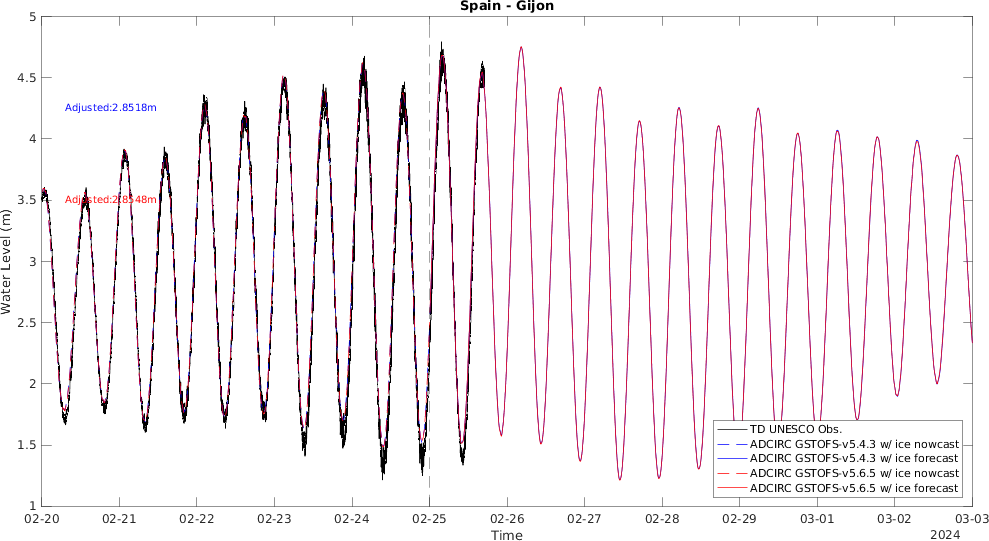 Spain - Gijon
Water Level (m)
5
4.5
4
3.5
3
2.5
2
1.5
1
Adjusted:2.8518m
Adjusted:2.8548m
TD UNESCO Obs.
ADCIRC GSTOFS-v5.4.3 w/ ice nowcast
ADCIRC GSTOFS-v5.4.3 w/ ice forecast
ADCIRC GSTOFS-v5.6.5 w/ ice nowcast
ADCIRC GSTOFS-v5.6.5 w/ ice forecast
02-20 02-21 02-22 02-23 02-24 02-25 02-26 02-27 02-28 02-29 03-01 03-02 03-03
Time
2024